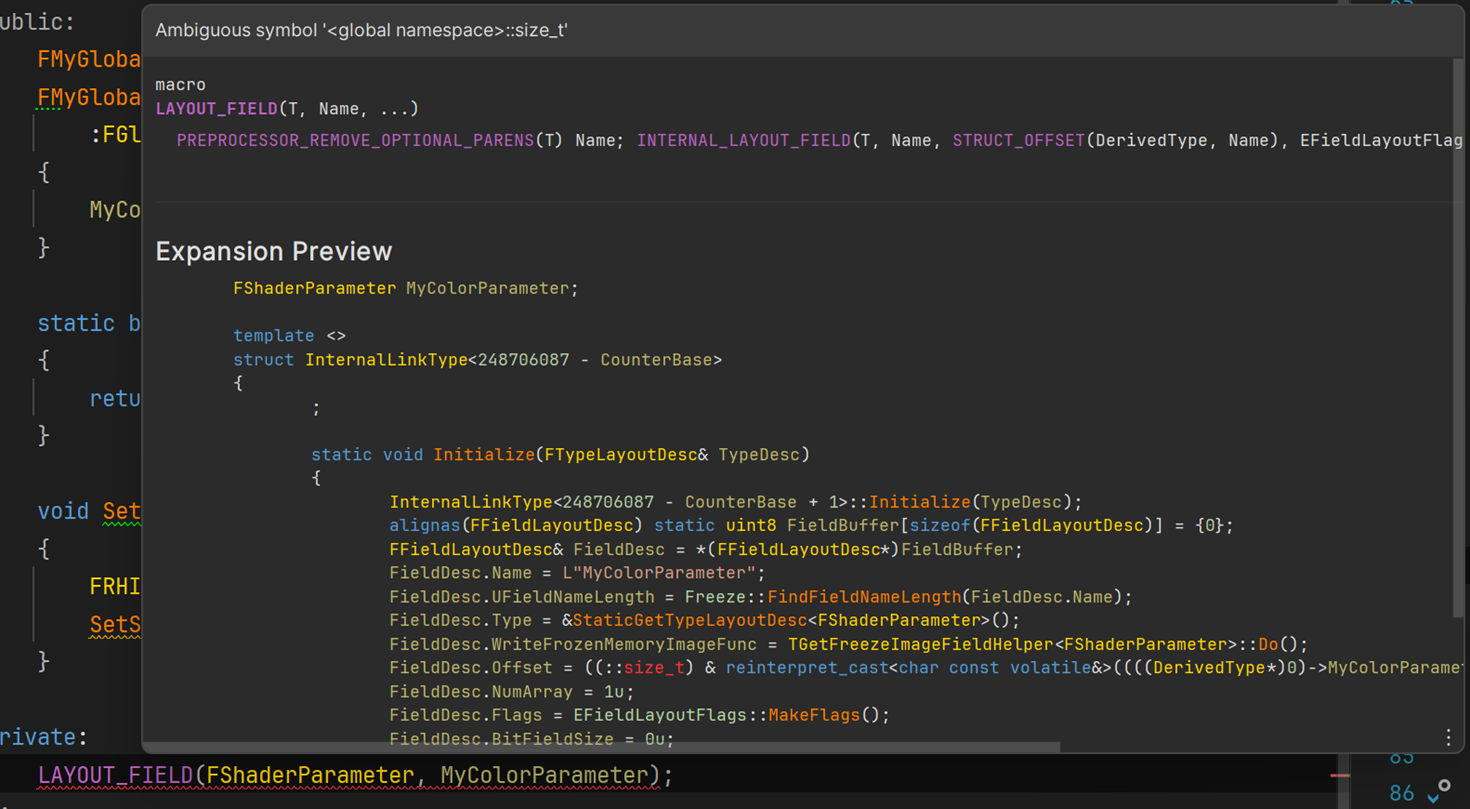 ublic:
Ambiguous symbol '<global namespace>::size_t'
FMyGloba
macro
FMyGloba
LAYOUT_FIELD(T, Name, ...)
:FGl
PREPROCESSOR_REMOVE_OPTIONAL_PARENS(T) Name; INTERNAL_LAYOUT_FIELD(T, Name, STRUCT_OFFSET(DerivedType, Name), EFieldLayoutFlag
{
MyCo
}
Expansion Preview
FShaderParameter MyColorParameter;
static b
template <>
{
struct InternalLinkType<248706087 - CounterBase>
{
retu
;
}
static void Initialize(FTypeLayoutDesc& TypeDesc)
{
void Set
InternalLinkType<248706087 - CounterBase + 1>::Initialize(TypeDesc);
alignas(FFieldLayoutDesc) static uint8 FieldBuffer[sizeof(FFieldLayoutDesc)] = {0};
{
FFieldLayoutDesc& FieldDesc = *(FFieldLayoutDesc*)FieldBuffer;
FieldDesc.Name = L"MyColorParameter";
FRHI
FieldDesc.UFieldNameLength = Freeze::FindFieldNameLength(FieldDesc.Name);
SetS
FieldDesc.Type = &StaticGetTypeLayoutDesc<FShaderParameter>();
FieldDesc.WriteFrozenMemoryImageFunc = TGetFreezeImageFieldHelper<FShaderParameter>::Do();
}
FieldDesc.Offset = ((::size_t) & reinterpret_cast<char const volatile&>((((DerivedType*)0)->MyColorParame
FieldDesc.NumArray = 1u;
FieldDesc.Flags = EFieldLayoutFlags::MakeFlags();
rivate:
FieldDesc.BitFieldSize = 0u;
85
LAYOUT_FIELD(FShaderParameter, MyColorParameter);
86